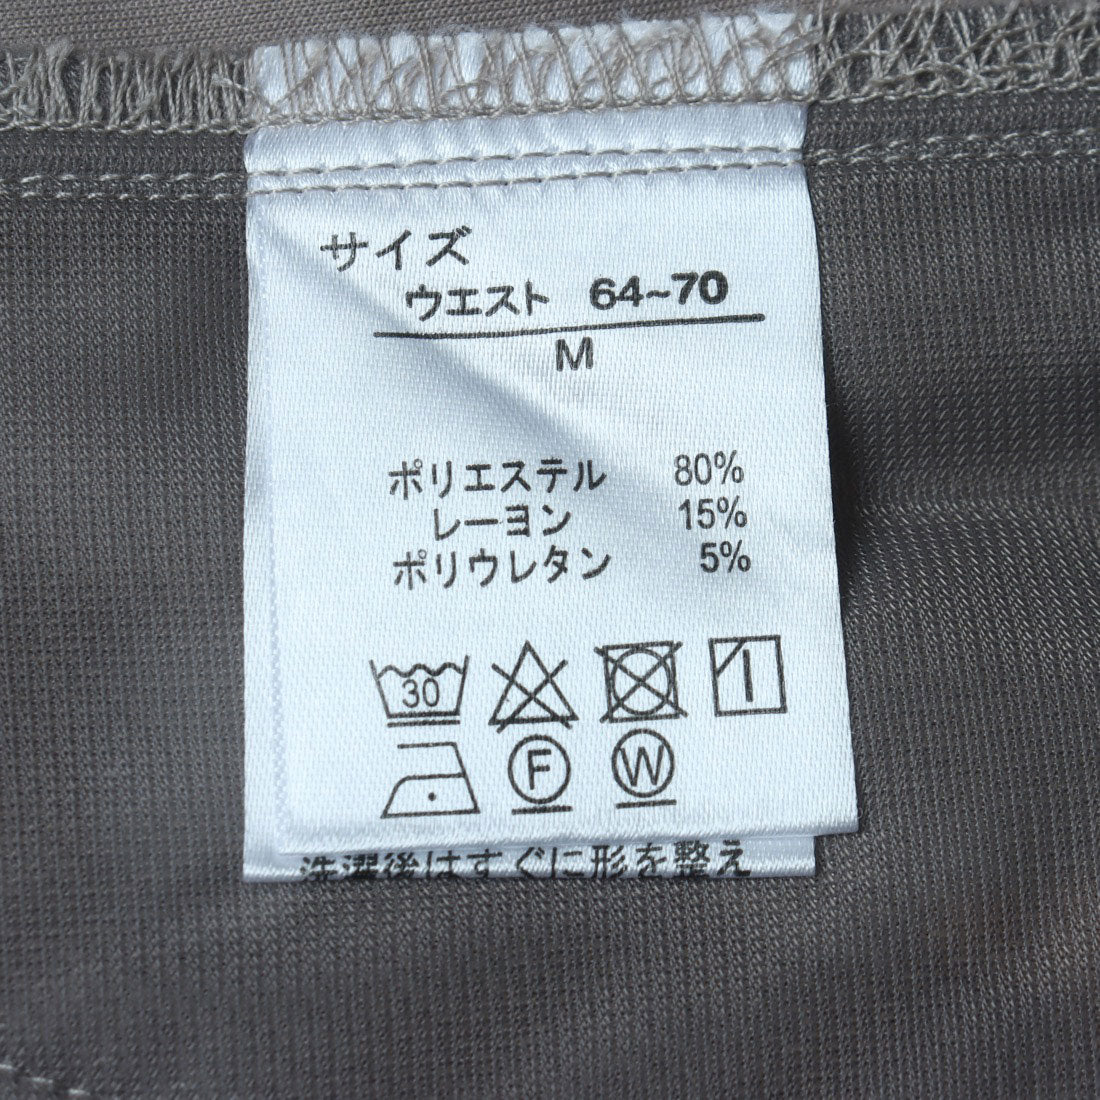 サイズ
ウエスト 64~70
M
ポリエステル 80%
レーヨン 15%
ポリウレタン 5%
30
F W
洗濯後はすぐに形を整え